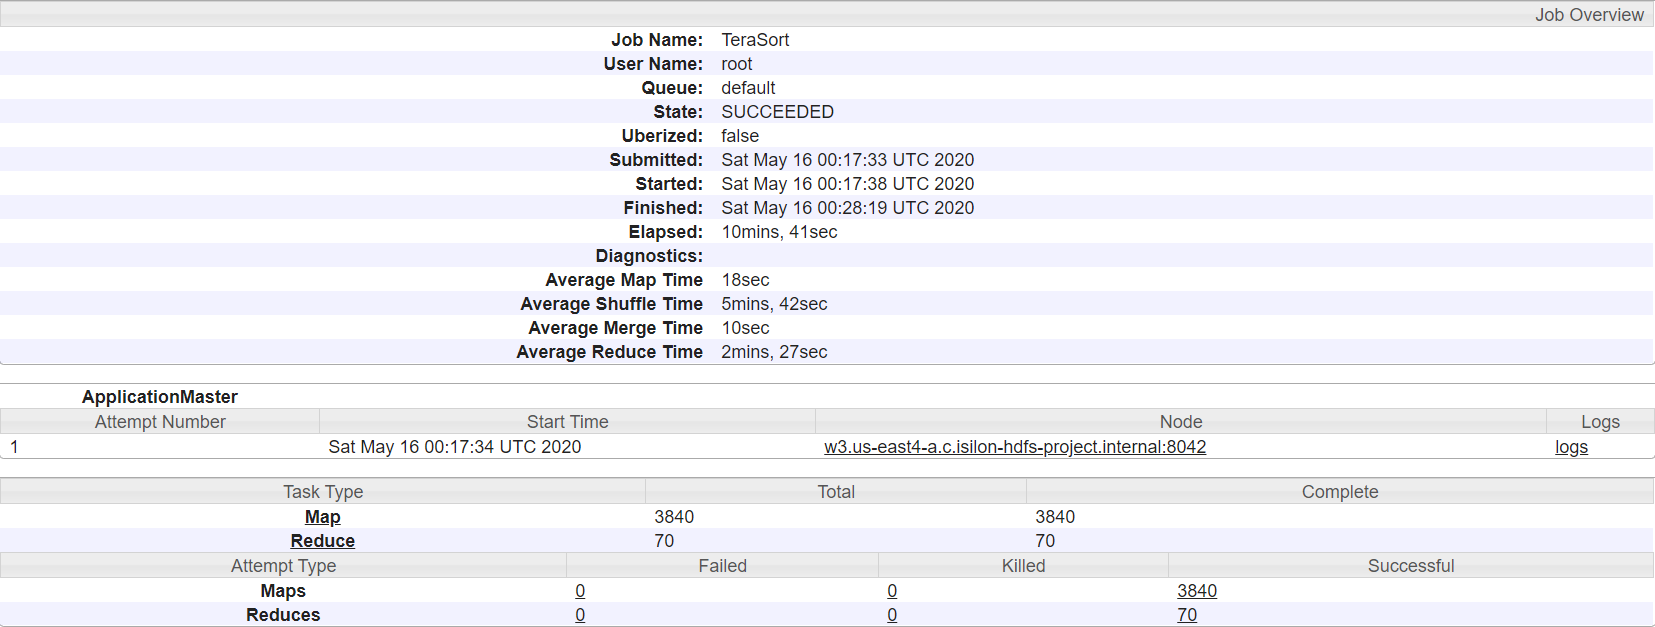 Job Overview
Job Name: TeraSort
User Name: root
Queue: default
State: SUCCEEDED
Uberized: false
Submitted: Sat May 16 00:17:33 UTC 2020
Started: Sat May 16 00:17:38 UTC 2020
Finished: Sat May 16 00:28:19 UTC 2020
Elapsed: 10mins, 41sec
Diagnostics:
Average Map Time 18sec
Average Shuffle Time 5mins, 42sec
Average Merge Time 10sec
Average Reduce Time 2mins, 27sec
ApplicationMaster
Attempt Number Start Time Node Logs
1 Sat May 16 00:17:34 UTC 2020 w3.us-east4-a.c.isilon-hdfs-project.internal:8042 logs
Task Type Total Complete
Map 3840 3840
Reduce 70 70
Attempt Type Failed Killed Successful
Maps 0 0 3840
Reduces 0 0 70